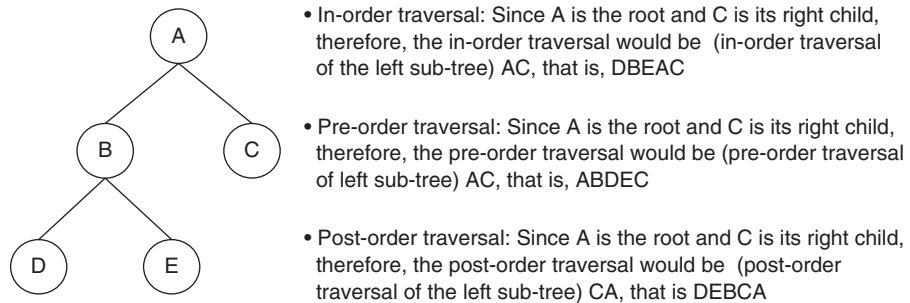 A
B
C
D
E
• In-order traversal: Since A is the root and C is its right child,
therefore, the in-order traversal would be (in-order traversal
of the left sub-tree) AC, that is, DBEAC
• Pre-order traversal: Since A is the root and C is its right child,
therefore, the pre-order traversal would be (pre-order traversal
of left sub-tree) AC, that is, ABDEC
• Post-order traversal: Since A is the root and C is its right child,
therefore, the post-order traversal would be (post-order
traversal of the left sub-tree) CA, that is DEBCA